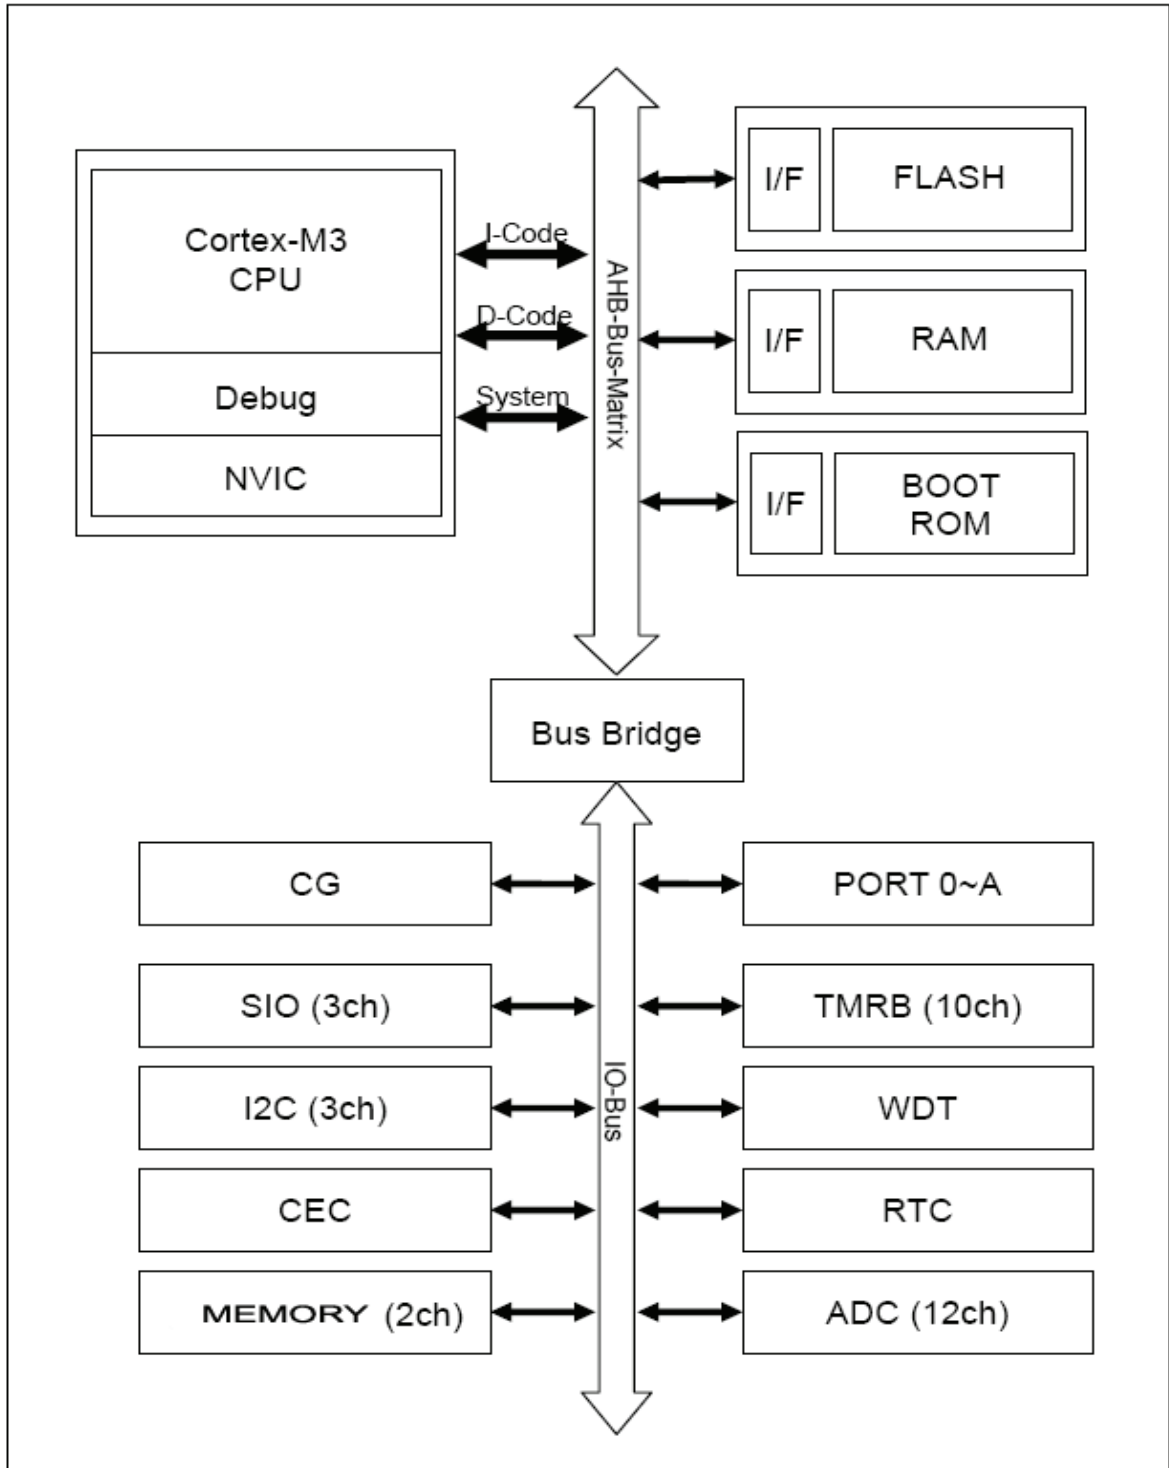 Cortex-M3
CPU
Debug
NVIC
I-Code
D-Code
System
AHB-Bus-Matrix
I/F
FLASH
I/F
RAM
I/F
BOOT
ROM
Bus Bridge
IO-Bus
CG
PORT 0~A
SIO (3ch)
TMRB (10ch)
I2C (3ch)
WDT
CEC
RTC
MEMORY (2ch)
ADC (12ch)